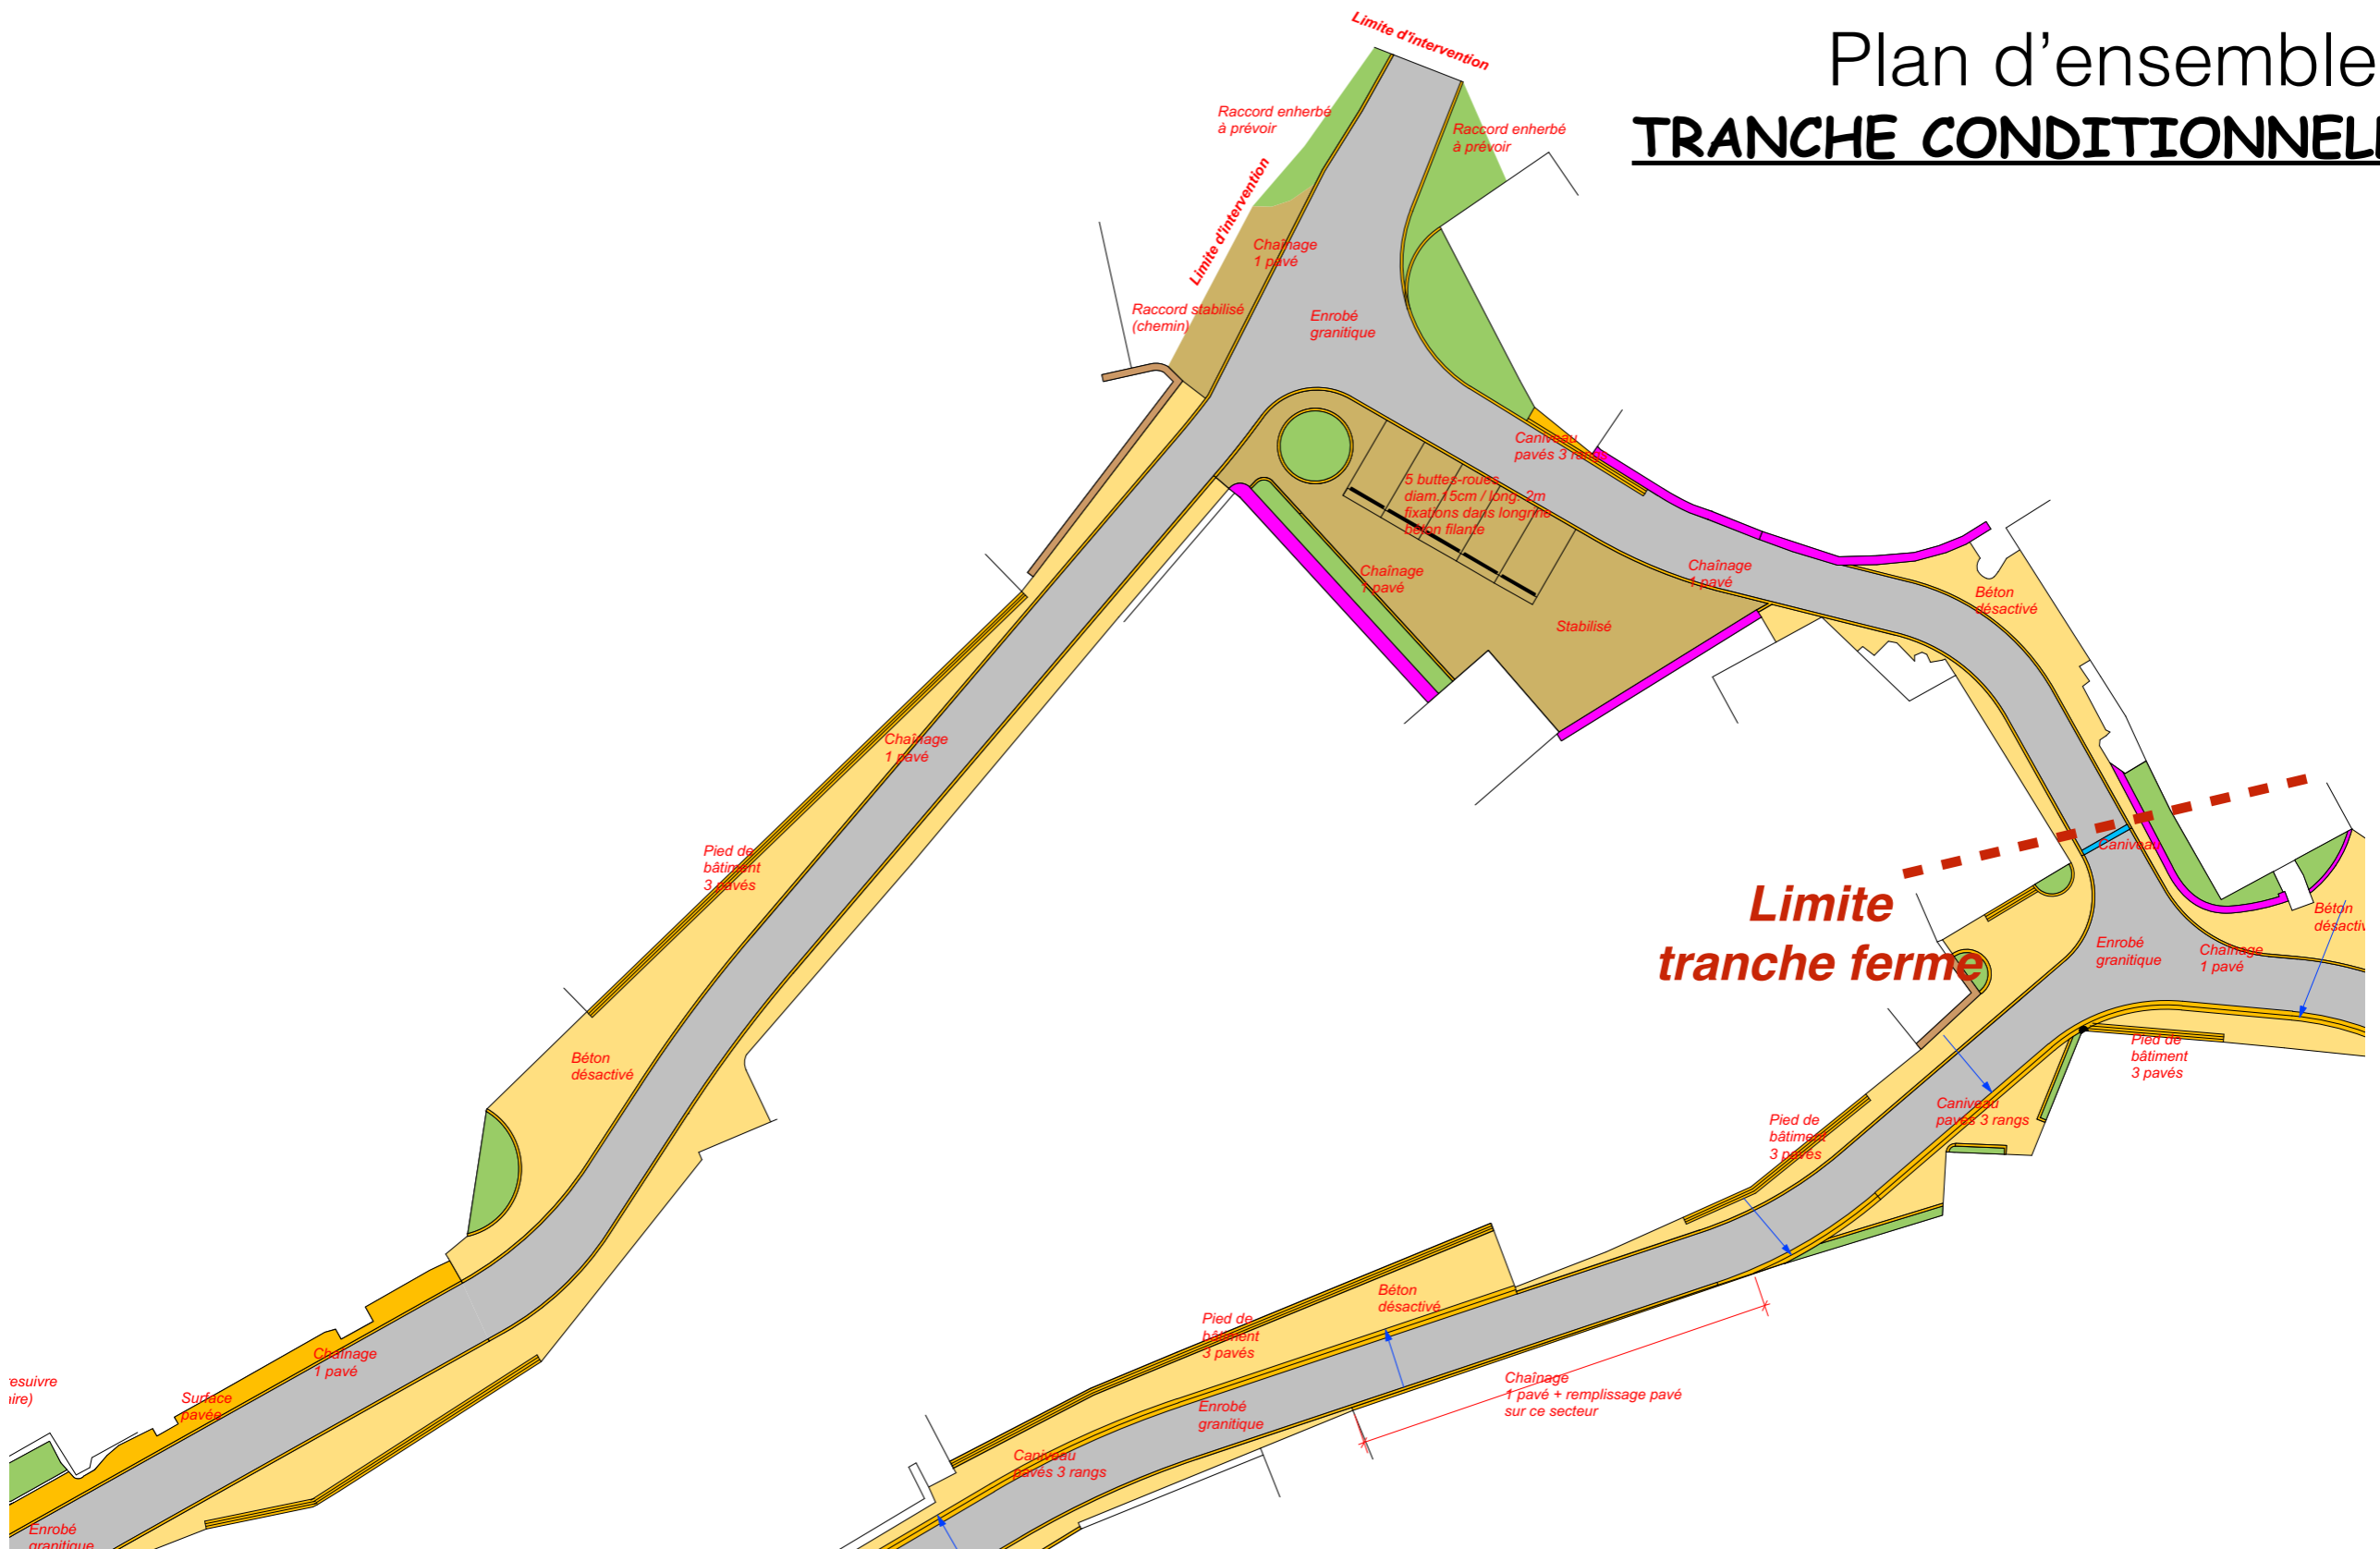 Plan d'ensemble
TRANCHE CONDITIONNELL
Limite d'intervention
Raccord enherbé
à prévoir
Raccord enherbé
à prévoir
Limite d'intervention
Chaînage
1 pavé
Raccord stabilisé
(chemin)
Enrobé
granitique
Caniveau
pavés 3 rangs
5 buttes-roues
diam.15cm / long. 2m
fixations dans longrine
béton filante
Chaînage
1 pavé
Chaînage
1 pavé
Béton
désactivé
Stabilisé
Chaînage
1 pavé
Pied de
bâtiment
3 pavés
Caniveau
Limite
tranche ferme
Béton
désactiv
Enrobé
granitique
Chaînage
1 pavé
Béton
désactivé
Pied de
bâtiment
3 pavés
Caniveau
pavés 3 rangs
Pied de
bâtiment
3 pavés
Béton
désactivé
Pied de
bâtiment
3 pavés
Chaînage
1 pavé
Chaînage
1 pavé + remplissage pavé
sur ce secteur
esuivre
ire)
Surface
pavée
Enrobé
granitique
Caniveau
pavés 3 rangs
Enrobé
granitique